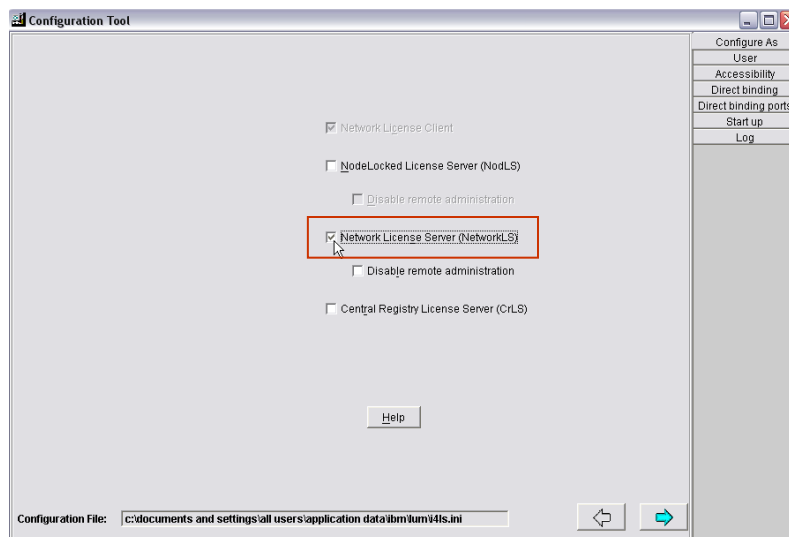 Configuration Tool
Configure As
User
Accessibility
Direct binding
Direct binding ports
Start up
Log
Network License Client
NodeLocked License Server (NodLS)
Disable remote administration
Network License Server (NetworkLS)
Disable remote administration
Central Registry License Server (CrLS)
Help
Configuration File: c:\documents and settings\all users\application data\ibm\lum\i4ls.ini